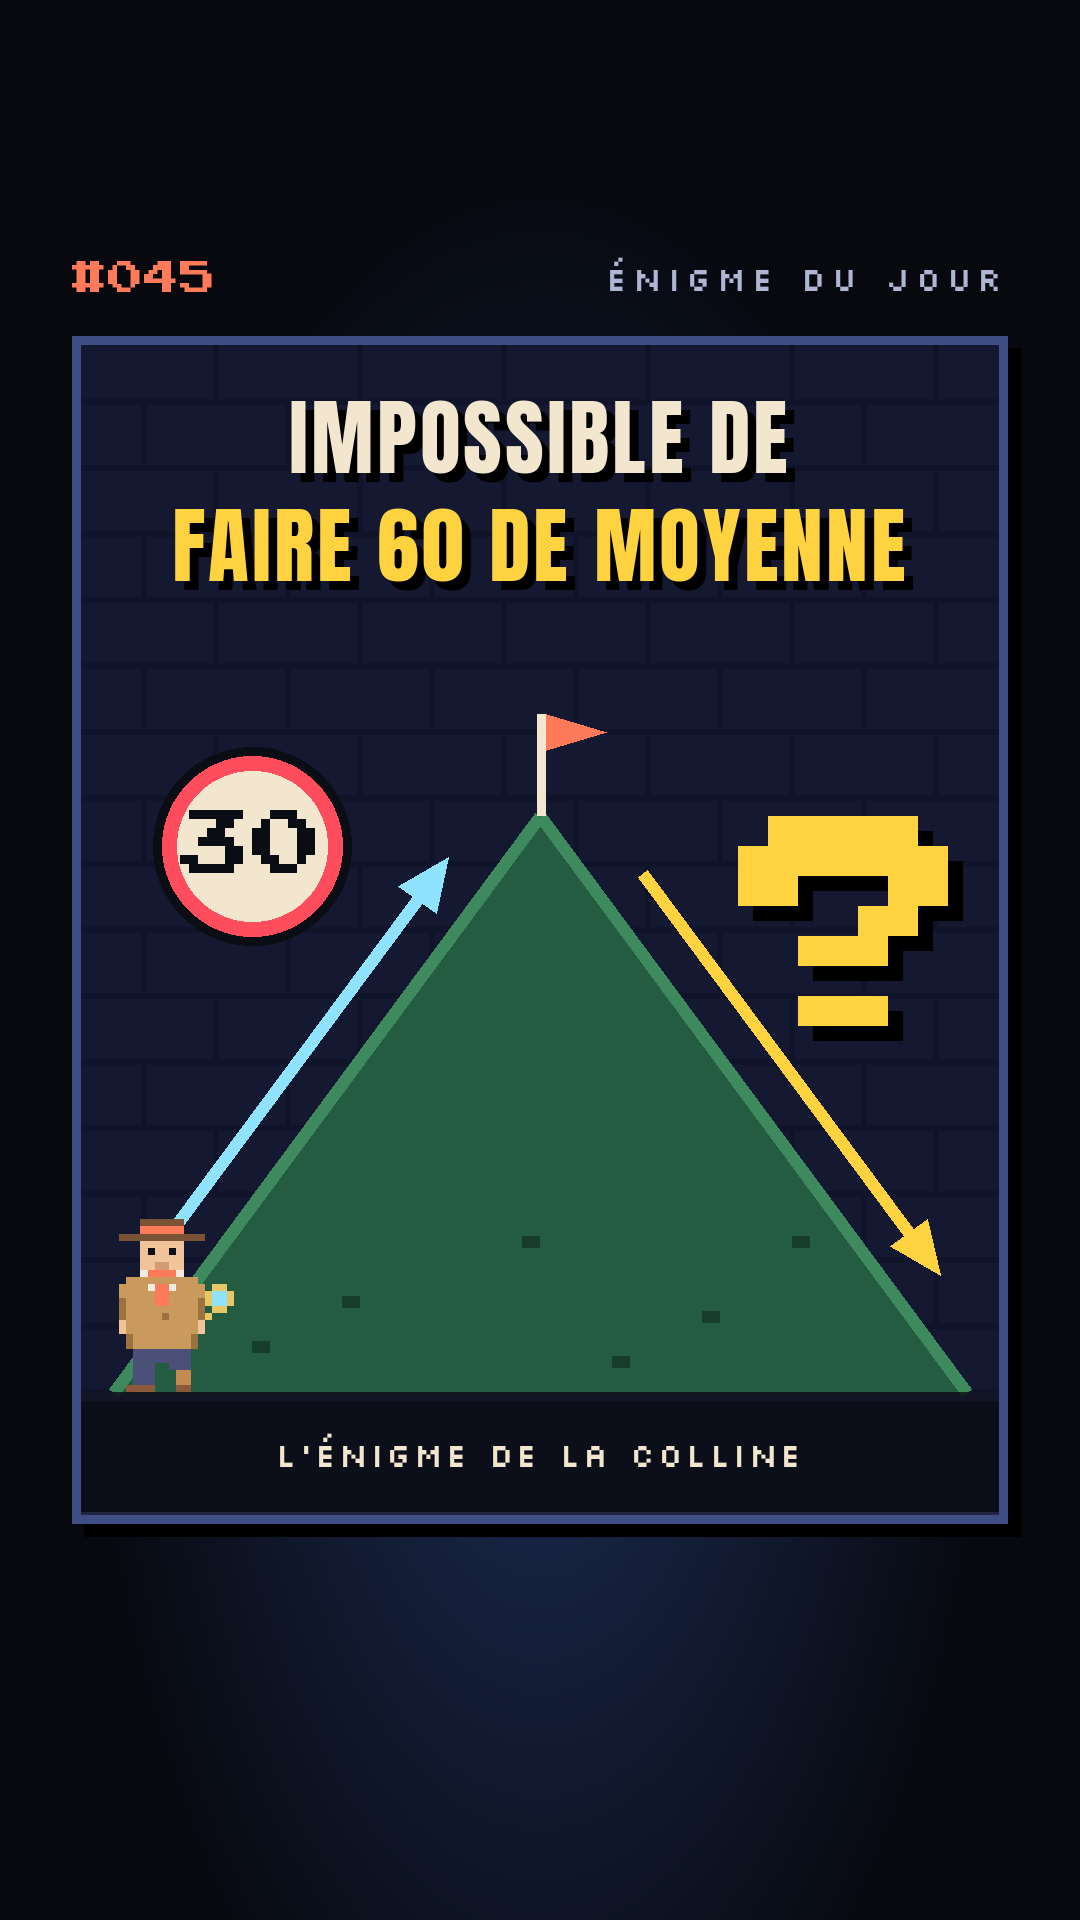 #045
ÉNIGME DU JOUR
IMPOSSIBLE DE
FAIRE 60 DE MOYENNE
30
?
L'ÉNIGME DE LA COLLINE